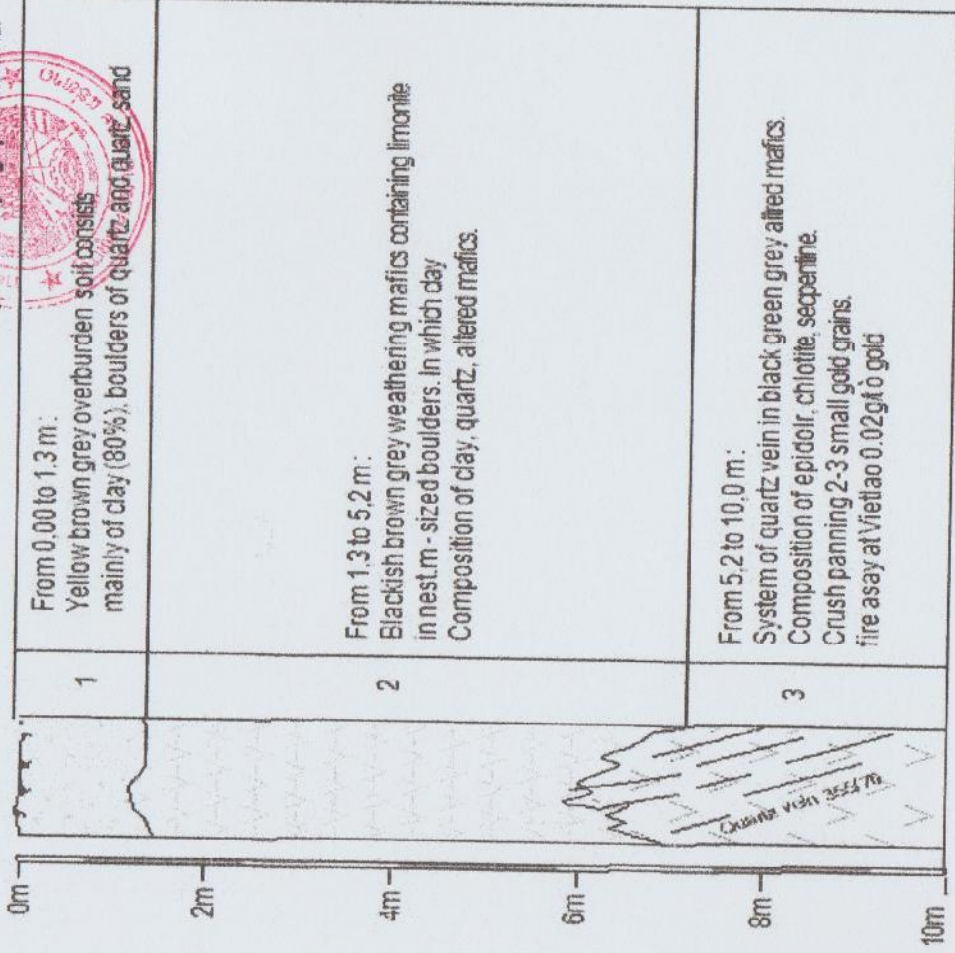 0m
2m
4m
6m
8m
10m
1
From 0,00 to 1,3 m :
Yellow brown grey overburden soil consists
mainly of clay (80%), boulders of quartz and quartz sand
2
From 1,3 to 5,2 m :
Blackish brown grey weathering mafics containing limonite
in nest.m - sized boulders. In which day
Composition of clay, quartz, altered mafics.
3
From 5,2 to 10,0 m :
System of quartz vein in black green grey altred mafics.
Composition of epidolr, chlotite, secpentine.
Crush panning 2-3 small gold grains.
fire asay at Vietlao 0.02g/t ò gold